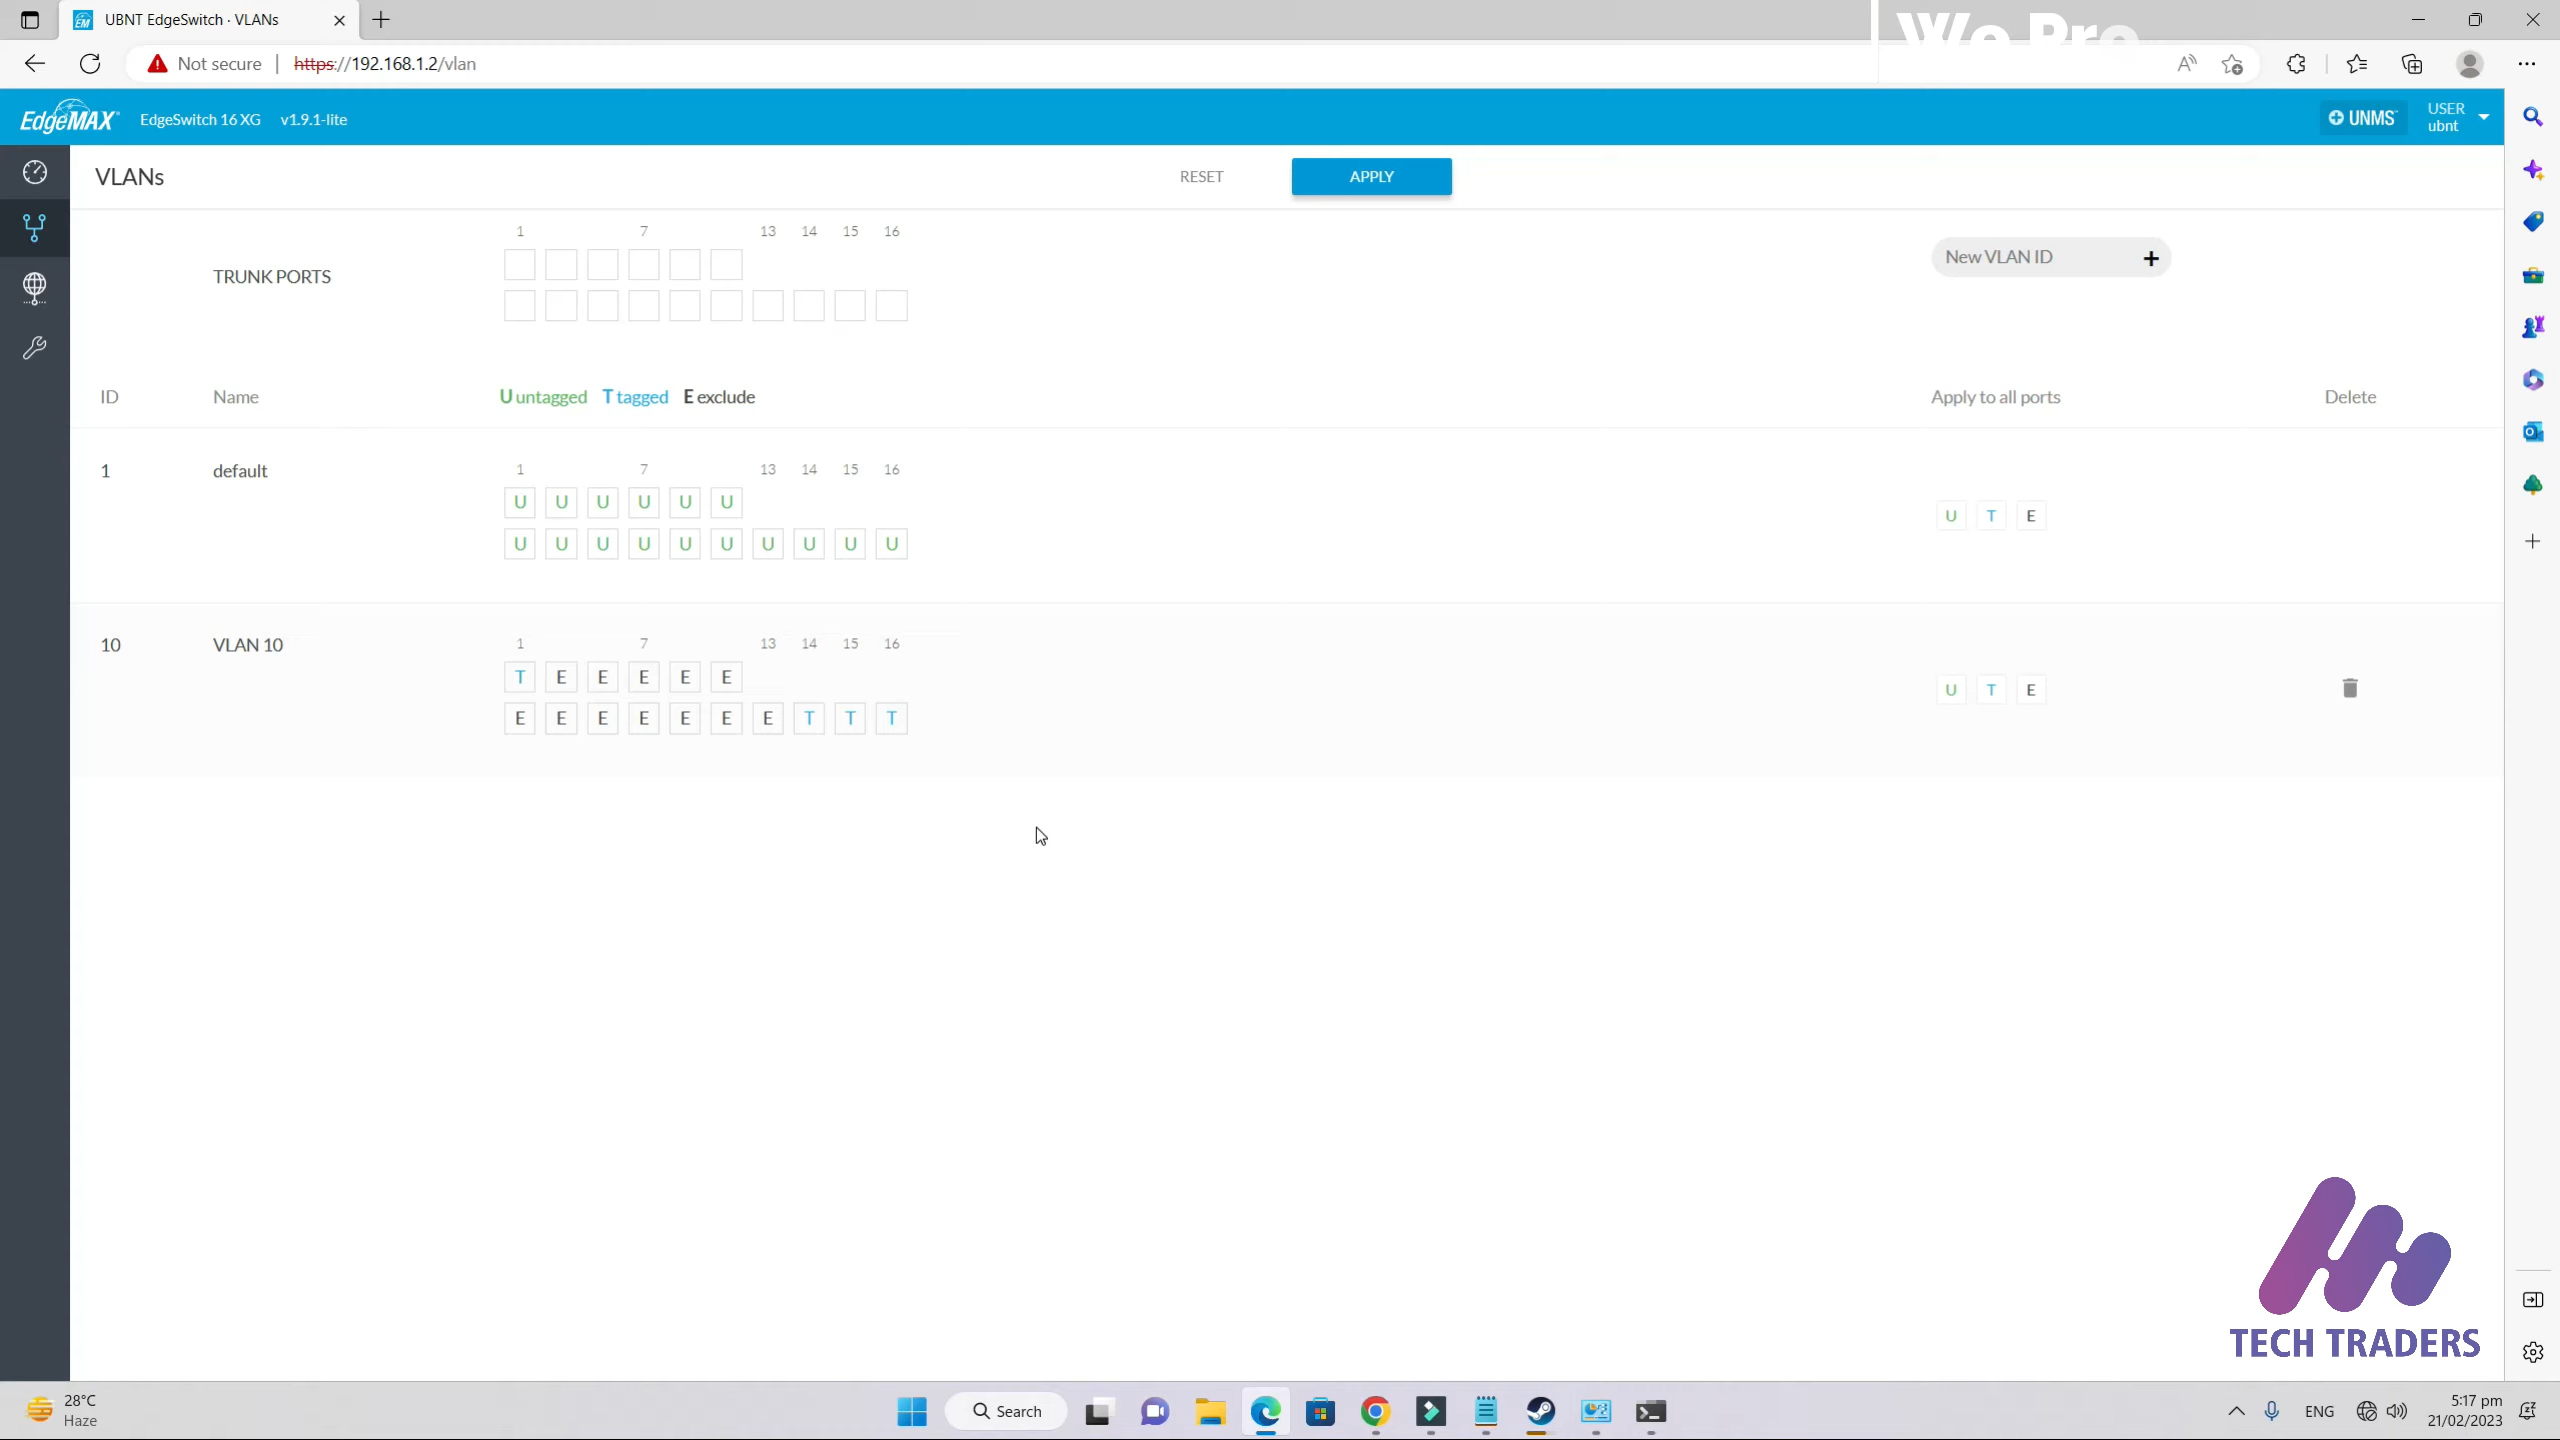 UBNT EdgeSwitch · VLANs
Not secure | https://192.168.1.2/vlan
EdgeMAX EdgeSwitch 16 XG v1.9.1-lite
UNMS
USER
ubnt
VLANs
RESET
APPLY
1 7 13 14 15 16
TRUNK PORTS
New VLAN ID
ID Name U untagged T tagged E exclude Apply to all ports Delete
1 default
1 7 13 14 15 16
U U U U U U
U U U U U U U U U U
U T E
10 VLAN 10
1 7 13 14 15 16
T E E E E E
E E E E E E E T T T
U T E
TECH TRADERS
28°C
Haze
Search
ENG
5:17 pm
21/02/2023